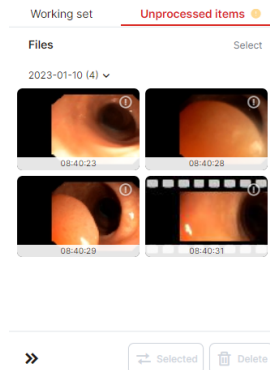 Working set Unprocessed items
Files Select
2023-01-10 (4)
08:40:23 08:40:28
08:40:29 08:40:31
Selected Delete